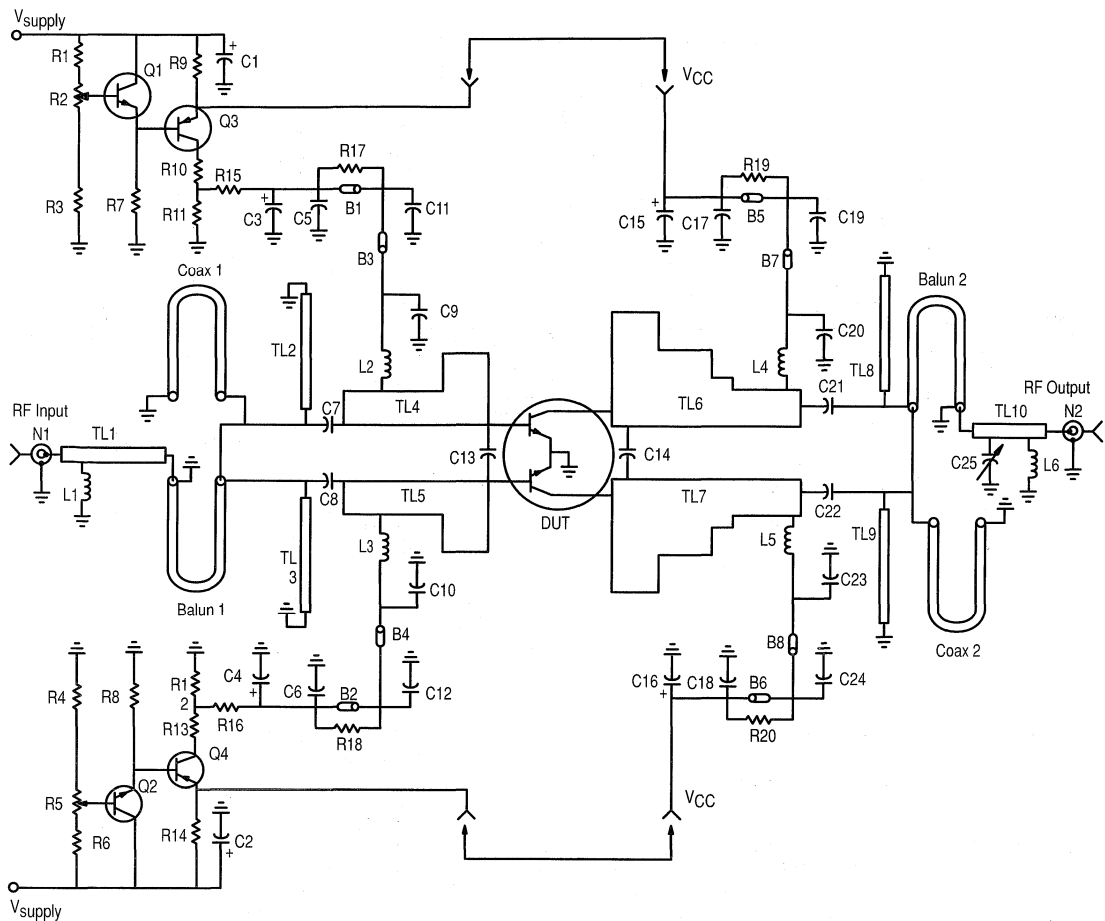 Vsupply
R1
Q1
R9
C1
R2
Q3
VCC
R10
R15
R17
R19
R3
R7
R11
C3
C5
B1
C11
C15
C17
B5
C19
Coax 1
B3
B7
Balun 2
C9
C20
TL2
L2
L4
TL8
RF Input
C7
TL4
TL6
C21
RF Output
N1
TL1
TL10
N2
C13
C14
C25
L6
L1
C8
TL5
DUT
TL7
C22
TL
3
L3
L5
TL9
C10
C23
Balun 1
B4
B8
Coax 2
R4
R8
R1
2
C4
C6
B2
C12
C16
C18
B6
C24
R16
R13
R18
R20
Q4
Q2
R5
VCC
R6
R14
C2
Vsupply